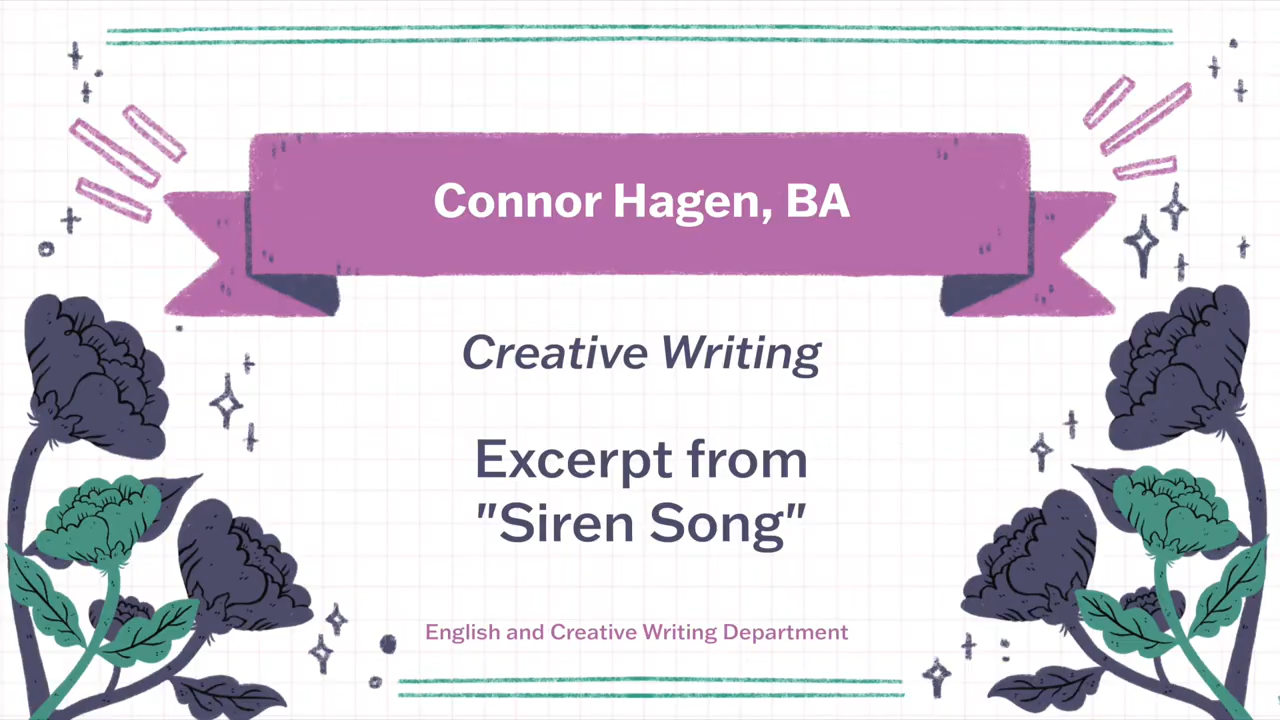 Connor Hagen, BA
Creative Writing
Excerpt from
"Siren Song"
English and Creative Writing Department